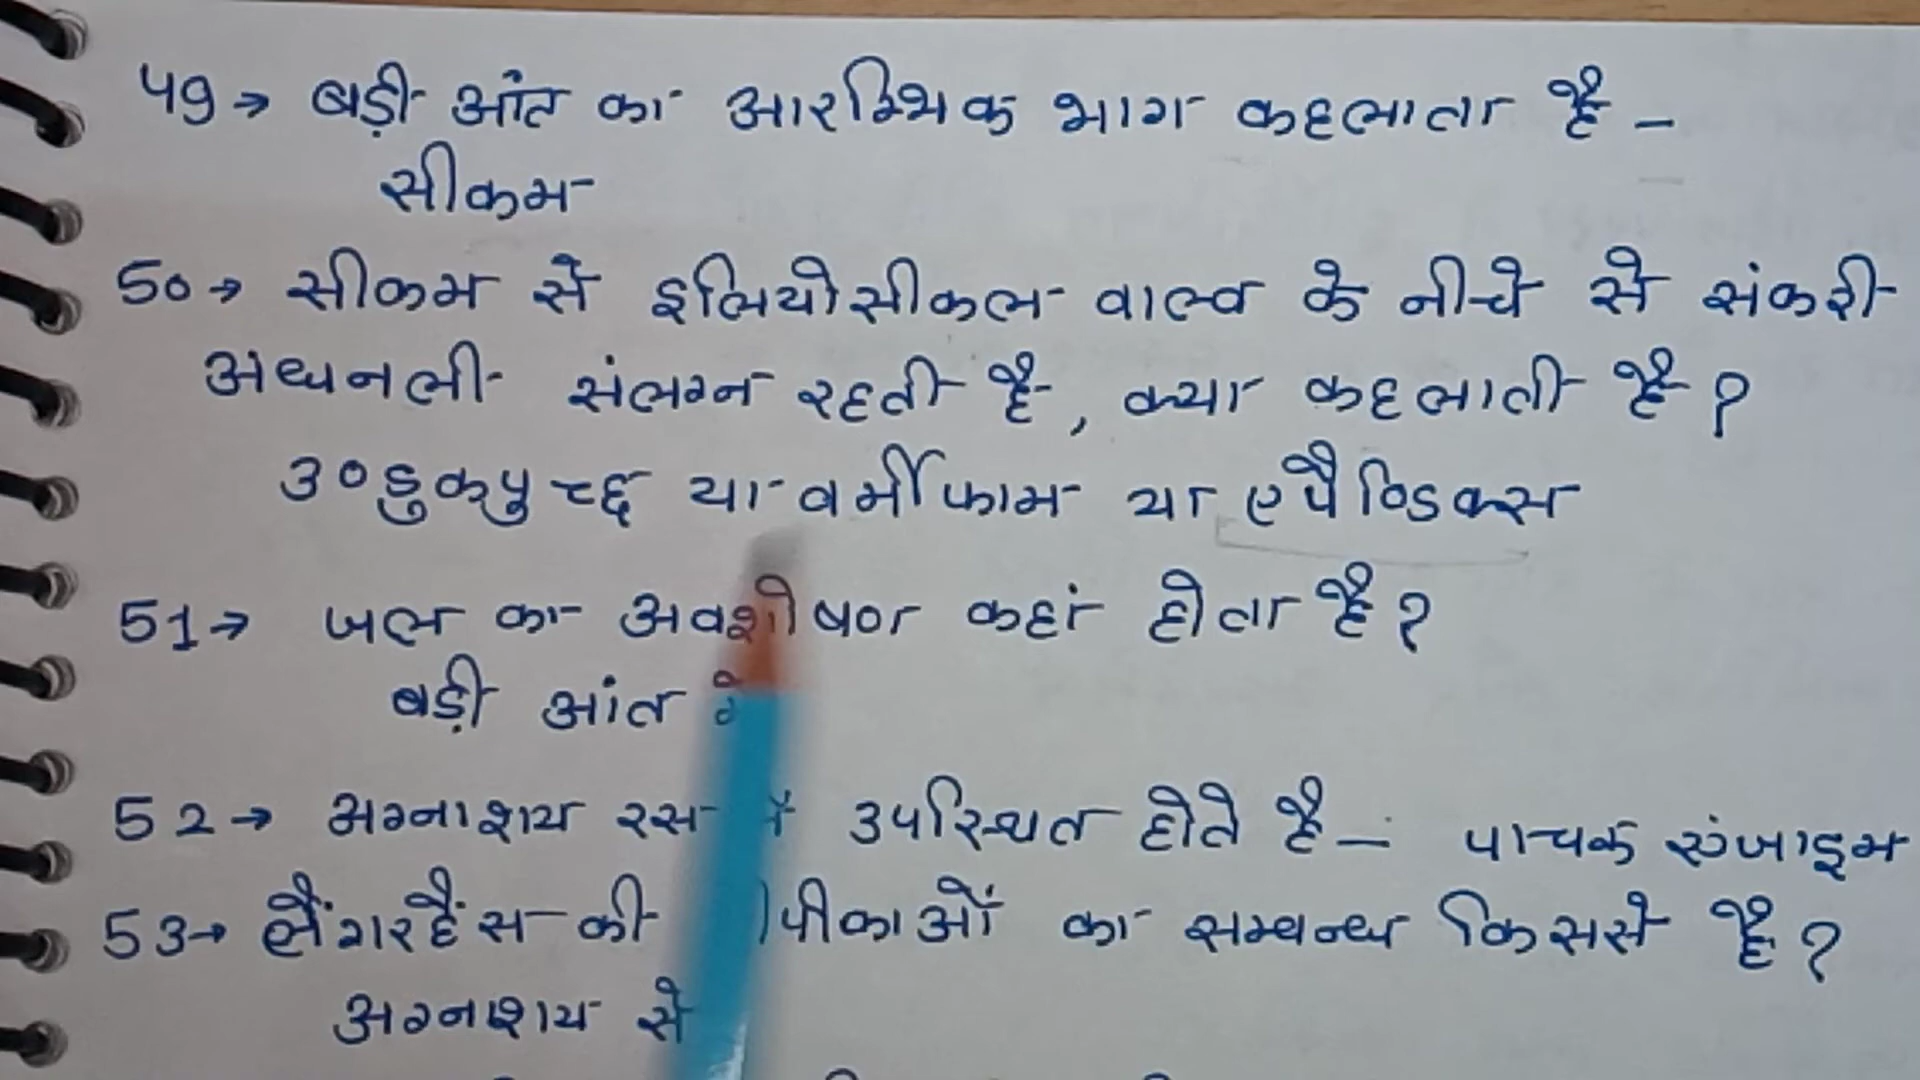 49→ बड़ी आंत का आरम्भिक भाग कहलाता है –
सीकम
50→ सीकम से इलियोसीकल वाल्व के नीचे से संकरी
अंधनली संलग्न रहती है, क्या कहलाती है?
उ० डुकपुच्छ या वर्मीफाम या एपैण्डिक्स
51→ जल का अवशोषण कहां होता है?
बड़ी आंत
52→ अग्नाशय रस में उपस्थित होते है – पाचक एंजाइम
53→ लैंगरहैंस की का सम्बन्ध किससे है?
अग्नाशय से